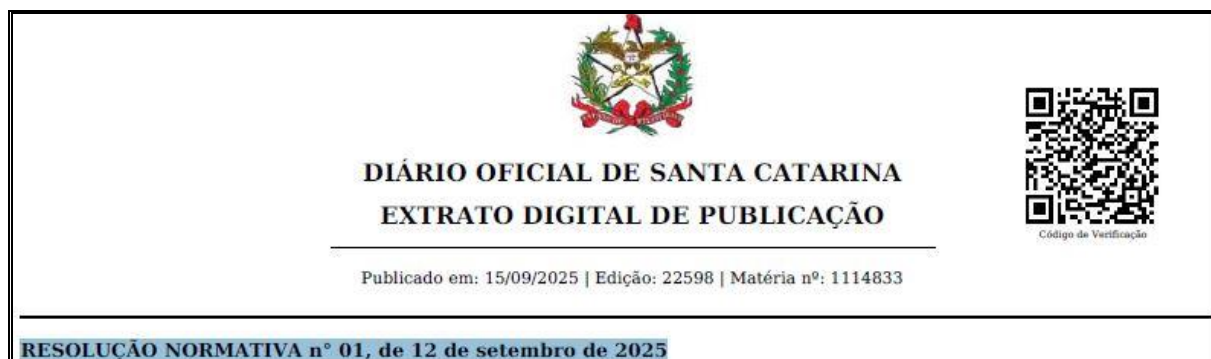 DIÁRIO OFICIAL DE SANTA CATARINA
EXTRATO DIGITAL DE PUBLICAÇÃO
Código de Verificação
Publicado em: 15/09/2025 | Edição: 22598 | Matéria nº: 1114833
RESOLUÇÃO NORMATIVA n° 01, de 12 de setembro de 2025